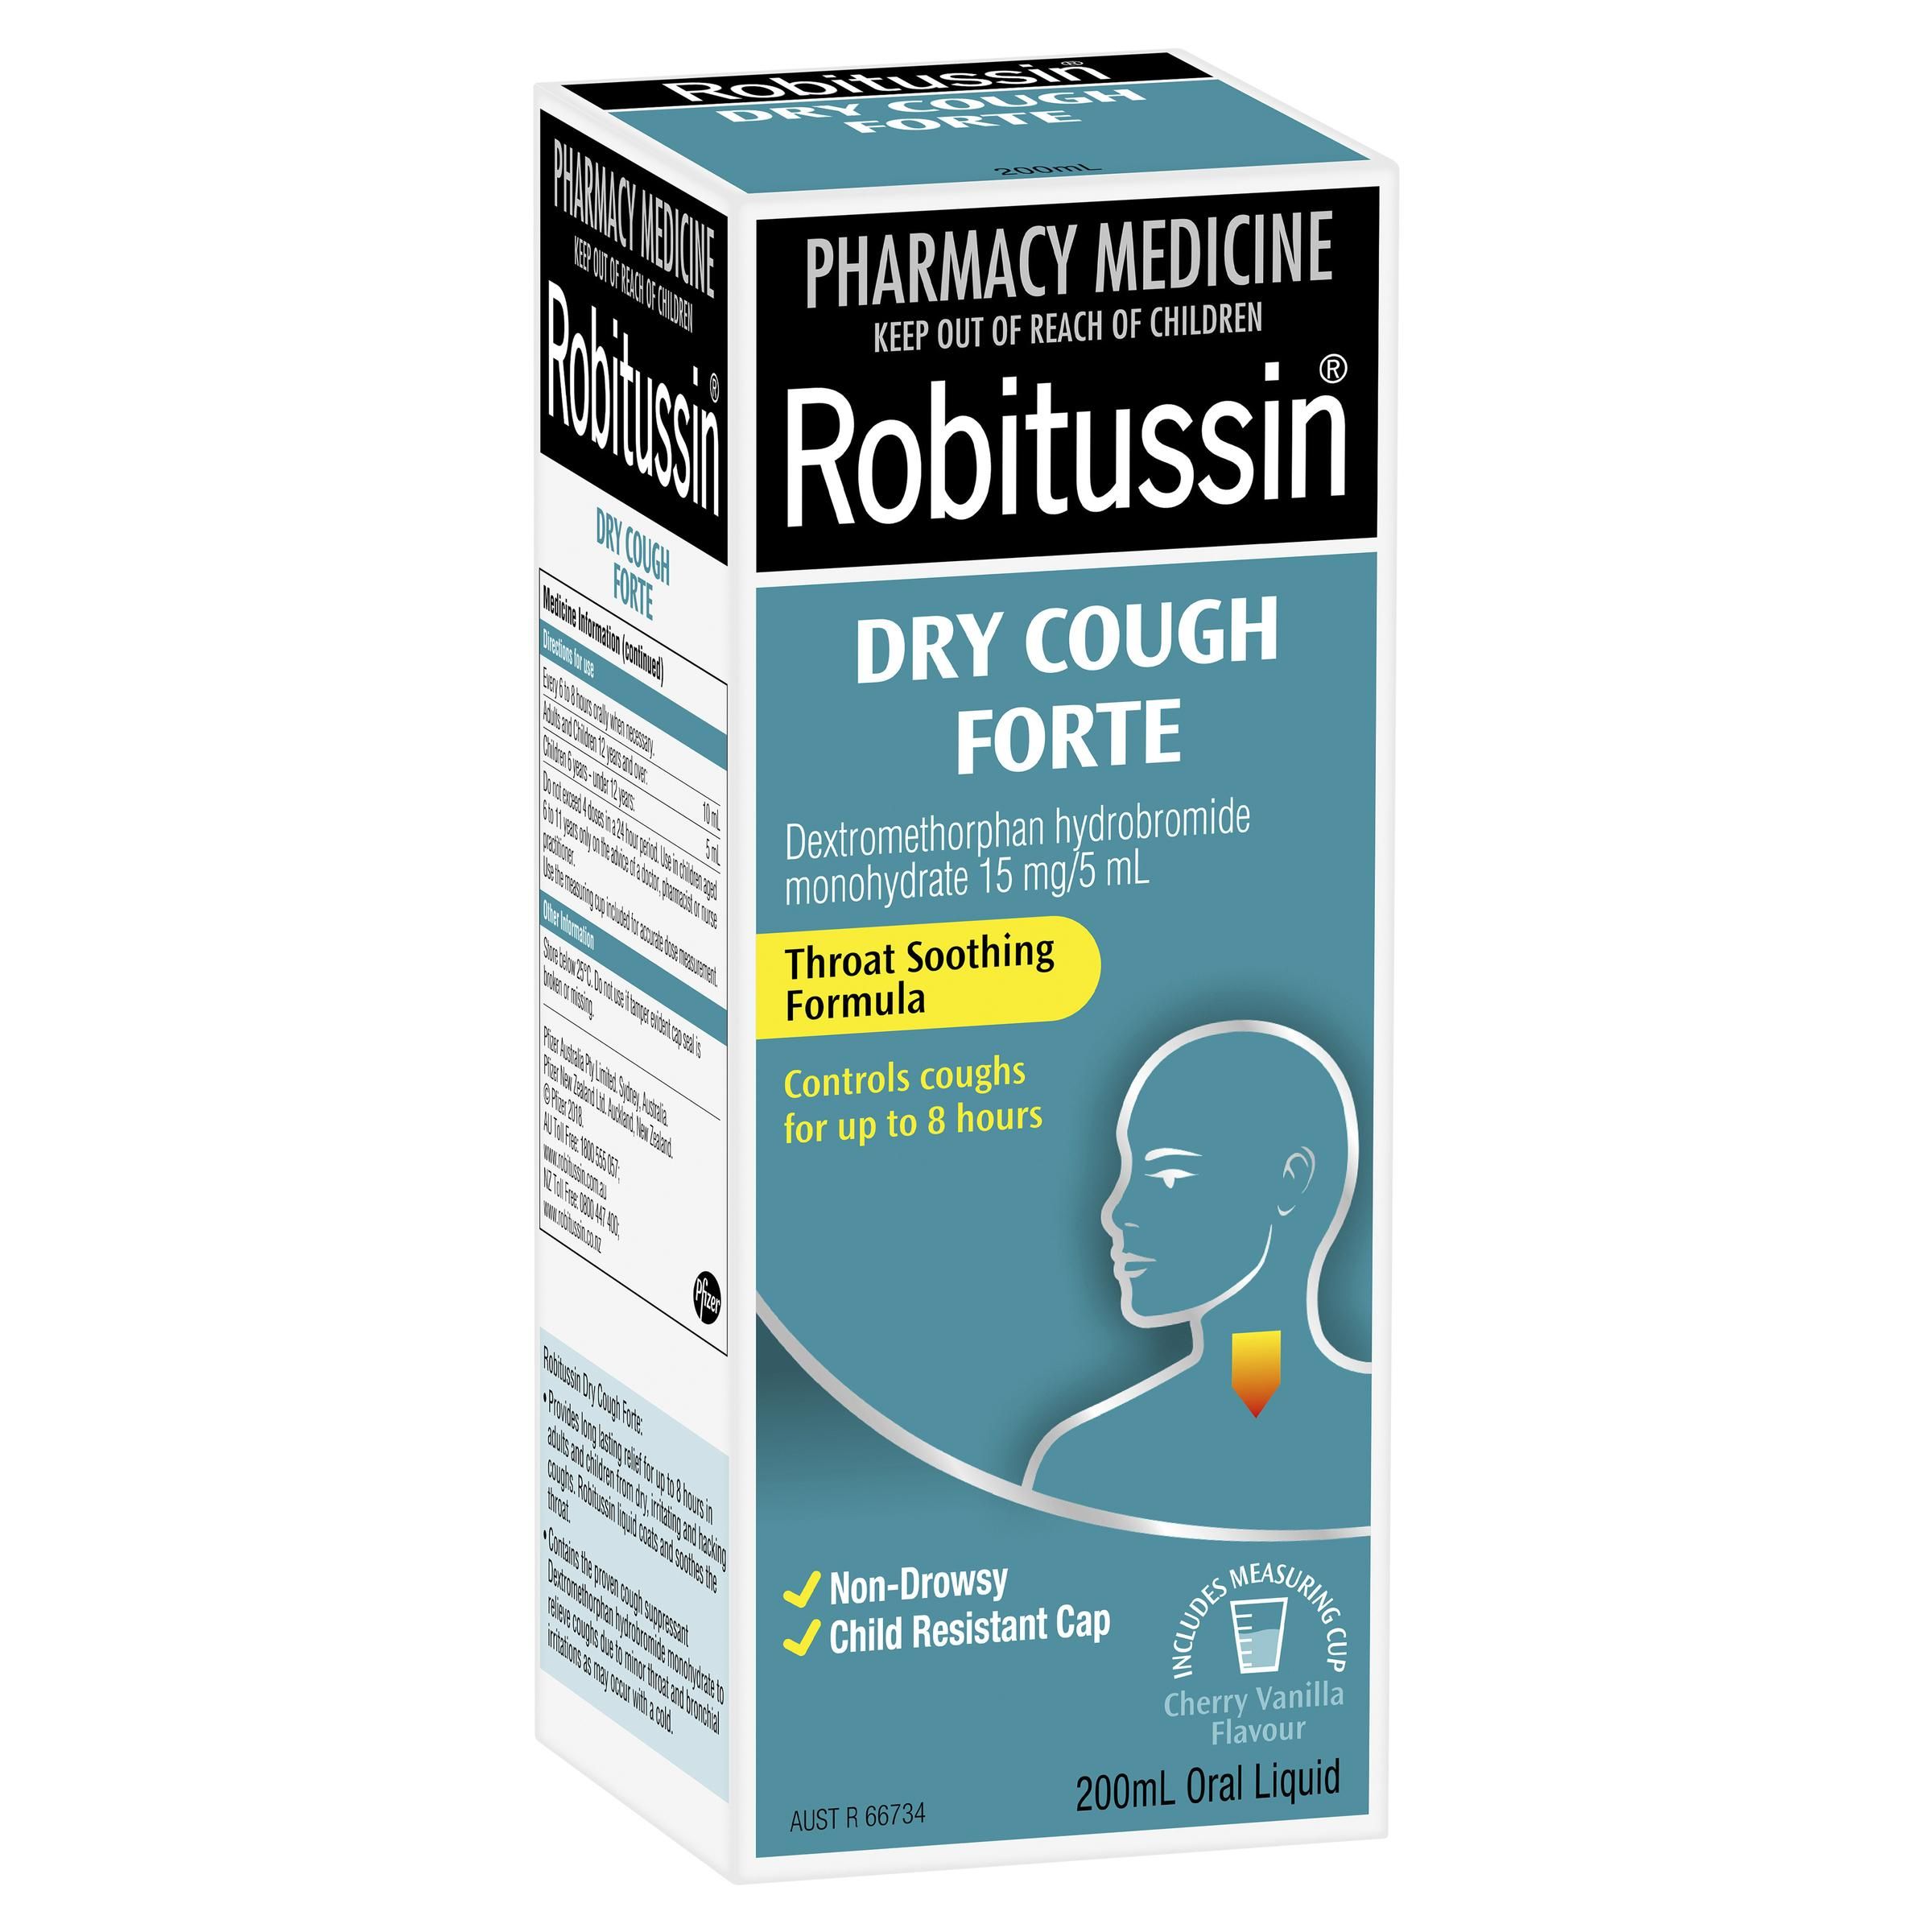 Robitussin®
DRY COUGH
FORTE
200mL
PHARMACY MEDICINE
KEEP OUT OF REACH OF CHILDREN
Robitussin®
DRY COUGH
FORTE
Dextromethorphan hydrobromide
monohydrate 15 mg/5 mL
Throat Soothing
Formula
Controls coughs
for up to 8 hours
Non-Drowsy
Child Resistant Cap
INCLUDES MEASURING CUP
Cherry Vanilla
Flavour
200mL Oral Liquid
AUST R 66734
PHARMACY MEDICINE
KEEP OUT OF REACH OF CHILDREN
Robitussin®
DRY COUGH
FORTE
Medicine Information (continued)
Directions for use
Every 6 to 8 hours orally when necessary.
Adults and Children 12 years and over: 10 mL
Children 6 years - under 12 years: 5 mL
Do not exceed 4 doses in a 24 hour period. Use in children aged
6 to 11 years only on the advice of a doctor, pharmacist or nurse
practitioner.
Use the measuring cup included for accurate dose measurement.
Other Information
Store below 25°C. Do not use if tamper evident cap seal is
broken or missing.
Pfizer Australia Pty Limited. Sydney, Australia.
Pfizer New Zealand Ltd. Auckland, New Zealand.
© Pfizer 2018.
AU Toll Free: 1800 555 057;
www.robitussin.com.au
NZ Toll Free: 0800 447 400;
www.robitussin.co.nz
Pfizer
Robitussin Dry Cough Forte:
• Provides long lasting relief for up to 8 hours in
adults and children from dry, irritating and hacking
coughs. Robitussin liquid coats and soothes the
throat.
• Contains the proven cough suppressant
Dextromethorphan hydrobromide monohydrate to
relieve coughs due to minor throat and bronchial
irritations as may occur with a cold.